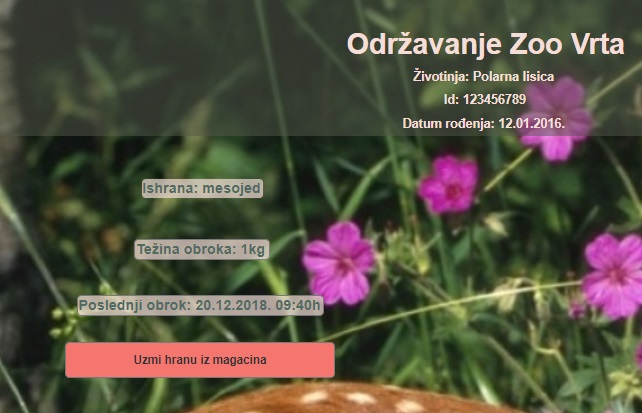 Održavanje Zoo Vrta
Životinja: Polarna lisica
Id: 123456789
Datum rođenja: 12.01.2016.
Ishrana: mesojed
Težina obroka: 1kg
Poslednji obrok: 20.12.2018. 09:40h
Uzmi hranu iz magacina